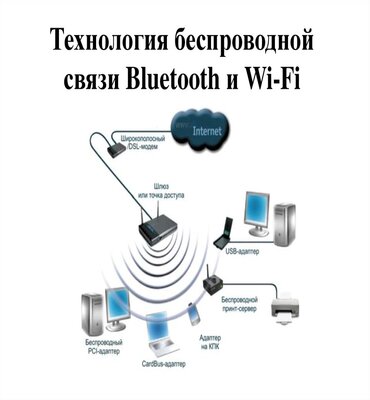 Технология беспроводной
связи Bluetooth и Wi-Fi
Internet
Широкополосный
/DSL-модем
Шлюз
или точка доступа
USB-адаптер
Беспроводной
принт-сервер
Адаптер
на КПК
Беспроводный
PCI-адаптер
CardBus-адаптер